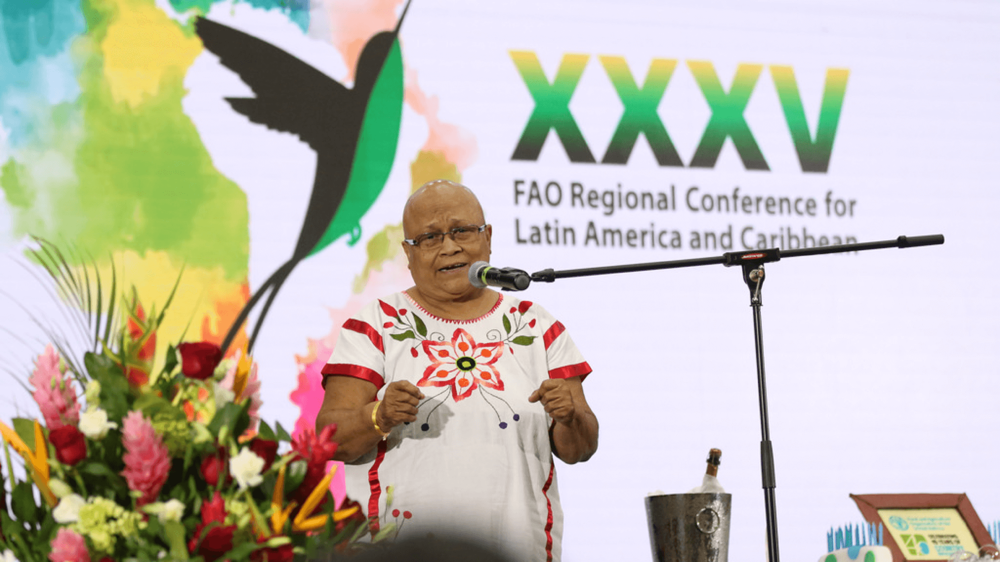 XXXV
FAO Regional Conference for
Latin America and Caribbean